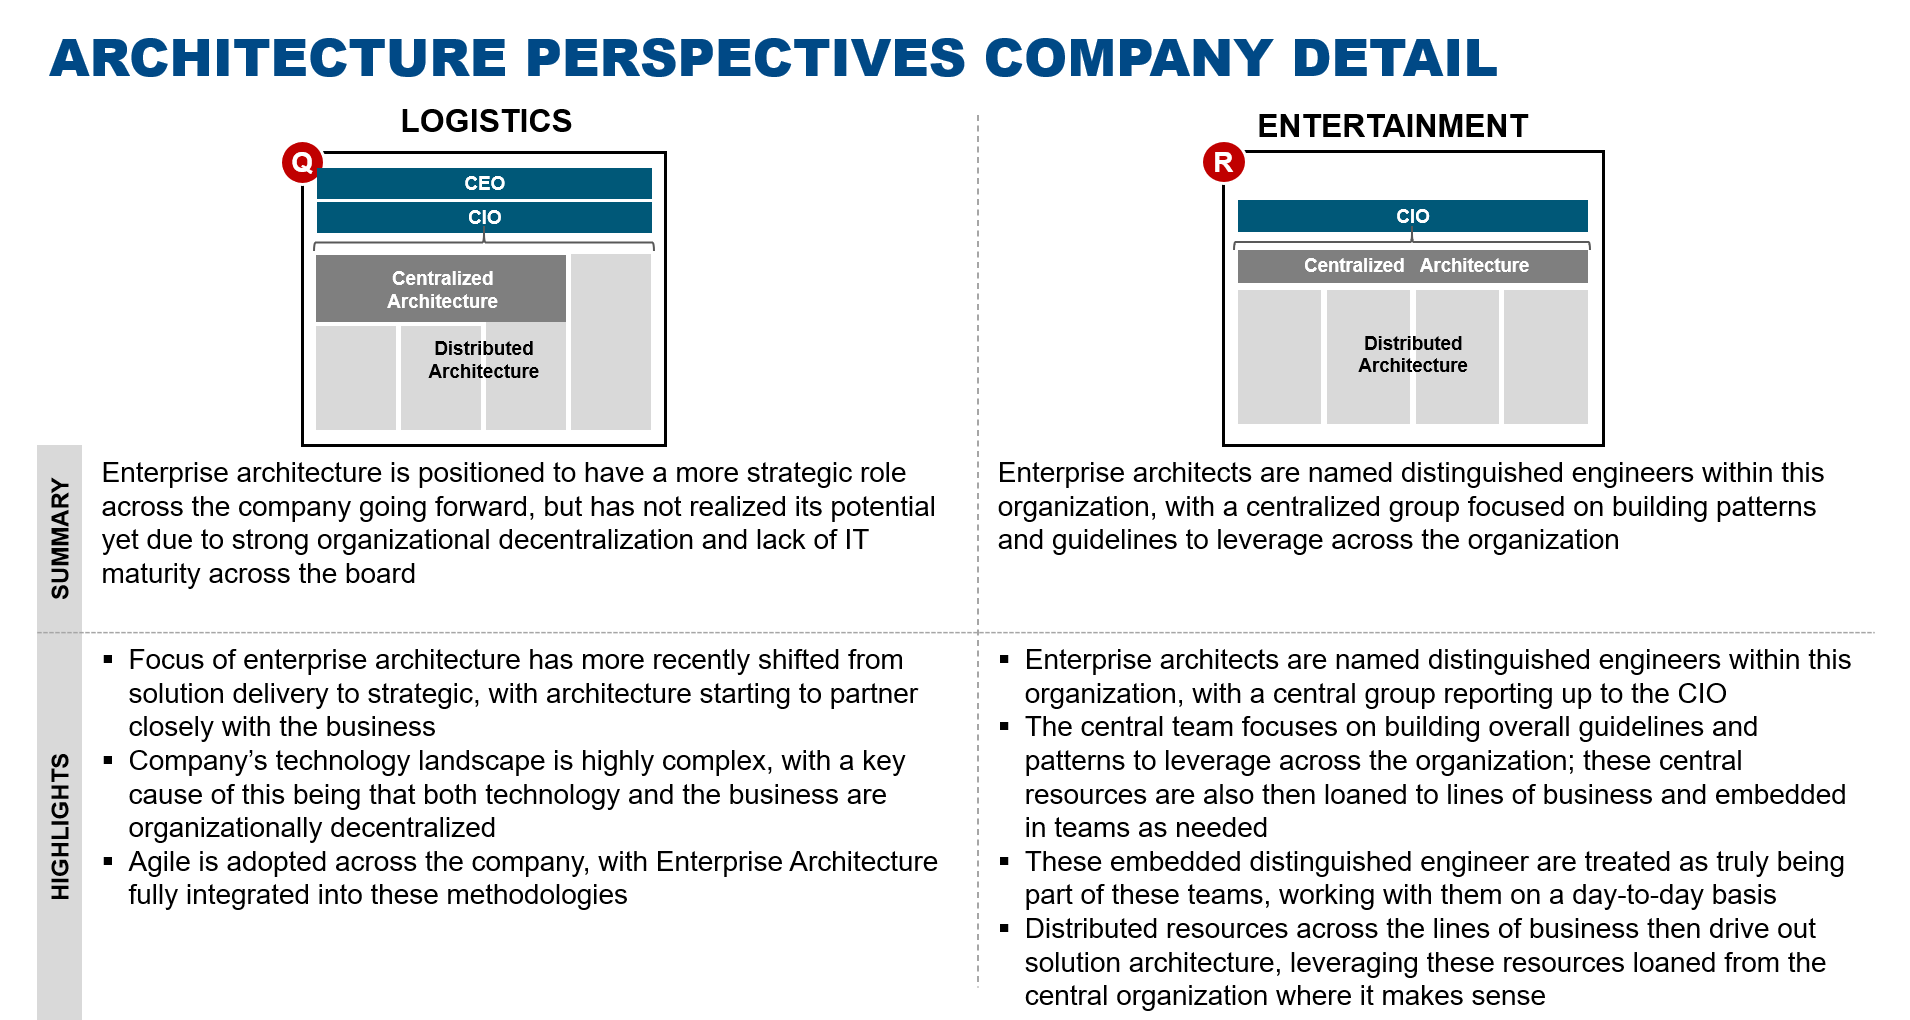 ARCHITECTURE PERSPECTIVES COMPANY DETAIL
LOGISTICS
Q
CEO
CIO
Centralized
Architecture
Distributed
Architecture
ENTERTAINMENT
R
CIO
Centralized Architecture
Distributed
Architecture
SUMMARY
Enterprise architecture is positioned to have a more strategic role
across the company going forward, but has not realized its potential
yet due to strong organizational decentralization and lack of IT
maturity across the board
Enterprise architects are named distinguished engineers within this
organization, with a centralized group focused on building patterns
and guidelines to leverage across the organization
HIGHLIGHTS
▪ Focus of enterprise architecture has more recently shifted from
solution delivery to strategic, with architecture starting to partner
closely with the business
▪ Company’s technology landscape is highly complex, with a key
cause of this being that both technology and the business are
organizationally decentralized
▪ Agile is adopted across the company, with Enterprise Architecture
fully integrated into these methodologies
▪ Enterprise architects are named distinguished engineers within this
organization, with a central group reporting up to the CIO
▪ The central team focuses on building overall guidelines and
patterns to leverage across the organization; these central
resources are also then loaned to lines of business and embedded
in teams as needed
▪ These embedded distinguished engineer are treated as truly being
part of these teams, working with them on a day-to-day basis
▪ Distributed resources across the lines of business then drive out
solution architecture, leveraging these resources loaned from the
central organization where it makes sense